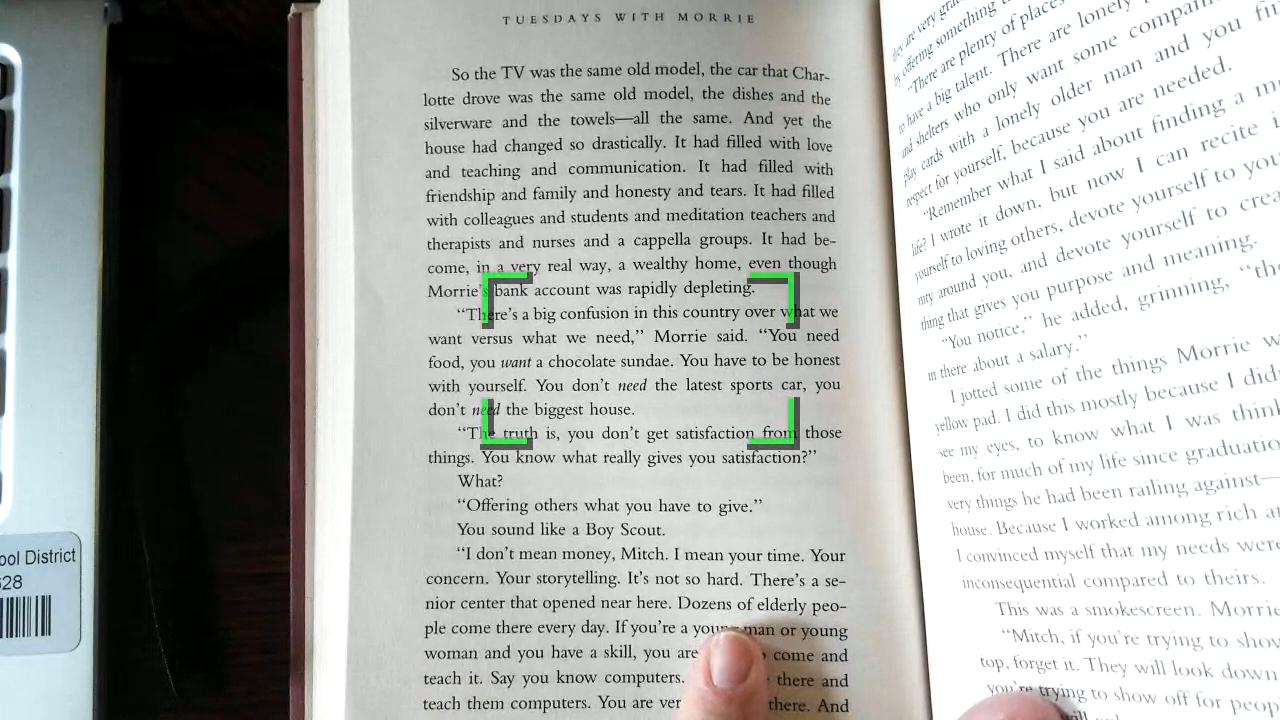 TUESDAYS WITH MORRIE
So the TV was the same old model, the car that Char-
lotte drove was the same old model, the dishes and the
silverware and the towels—all the same. And yet the
house had changed so drastically. It had filled with love
and teaching and communication. It had filled with
friendship and family and honesty and tears. It had filled
with colleagues and students and meditation teachers and
therapists and nurses and a cappella groups. It had be-
come, in a very real way, a wealthy home, even though
Morrie's bank account was rapidly depleting.
"There's a big confusion in this country over what we
want versus what we need," Morrie said. "You need
food, you want a chocolate sundae. You have to be honest
with yourself. You don't need the latest sports car, you
don't need the biggest house.
"The truth is, you don't get satisfaction from those
things. You know what really gives you satisfaction?"
What?
"Offering others what you have to give."
You sound like a Boy Scout.
"I don't mean money, Mitch. I mean your time. Your
concern. Your storytelling. It's not so hard. There's a se-
nior center that opened near here. Dozens of elderly peo-
ple come there every day. If you're a young man or young
woman and you have a skill, you are come and
teach it. Say you know computers. there and
teach them computers. You are there. And
they are very
by offering something
"There are plenty of places
to have a big talent. There are lonely
and shelters who only want some
play cards with a lonely older man and you
respect for yourself, because you are needed.
"Remember what I said about finding a
life? I wrote it down, but now I can recite
yourself to loving others, devote yourself to
around you, and devote yourself to
thing that gives you purpose and meaning.
"You notice," he added, grinning,
in there about a salary."
I jotted some of the things Morrie
yellow pad. I did this mostly because I
see my eyes, to know what I was
been, for much of my life since
very things he had been railing against—
house. Because I worked among rich
I convinced myself that my needs were
inconsequential compared to theirs.
This was a smokescreen. Morrie
"Mitch, if you're trying to show
top, forget it. They will look down
you're trying to show off for
will
District
628